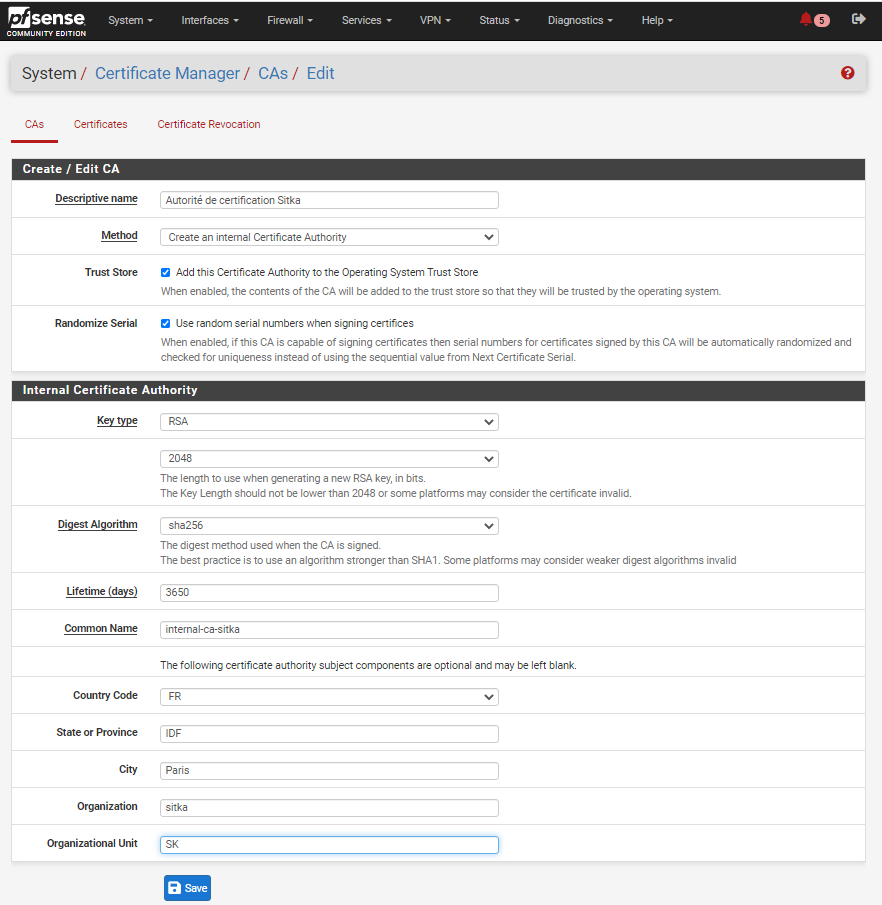 pfsense COMMUNITY EDITION System Interfaces Firewall Services VPN Status Diagnostics Help 5
System / Certificate Manager / CAs / Edit
CAs Certificates Certificate Revocation
Create / Edit CA
Descriptive name Autorité de certification Sitka
Method Create an internal Certificate Authority
Trust Store Add this Certificate Authority to the Operating System Trust Store
When enabled, the contents of the CA will be added to the trust store so that they will be trusted by the operating system.
Randomize Serial Use random serial numbers when signing certifices
When enabled, if this CA is capable of signing certificates then serial numbers for certificates signed by this CA will be automatically randomized and
checked for uniqueness instead of using the sequential value from Next Certificate Serial.
Internal Certificate Authority
Key type RSA
2048
The length to use when generating a new RSA key, in bits.
The Key Length should not be lower than 2048 or some platforms may consider the certificate invalid.
Digest Algorithm sha256
The digest method used when the CA is signed.
The best practice is to use an algorithm stronger than SHA1. Some platforms may consider weaker digest algorithms invalid
Lifetime (days) 3650
Common Name internal-ca-sitka
The following certificate authority subject components are optional and may be left blank.
Country Code FR
State or Province IDF
City Paris
Organization sitka
Organizational Unit SK
Save